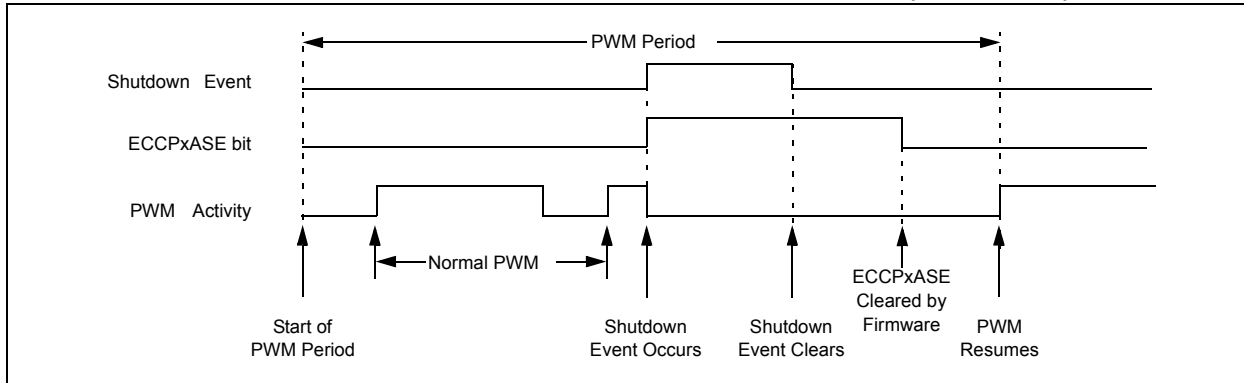 PWM Period
Shutdown Event
ECCPxASE bit
PWM Activity
Normal PWM
Start of
PWM Period
Shutdown
Event Occurs
Shutdown
Event Clears
ECCPxASE
Cleared by
Firmware
PWM
Resumes